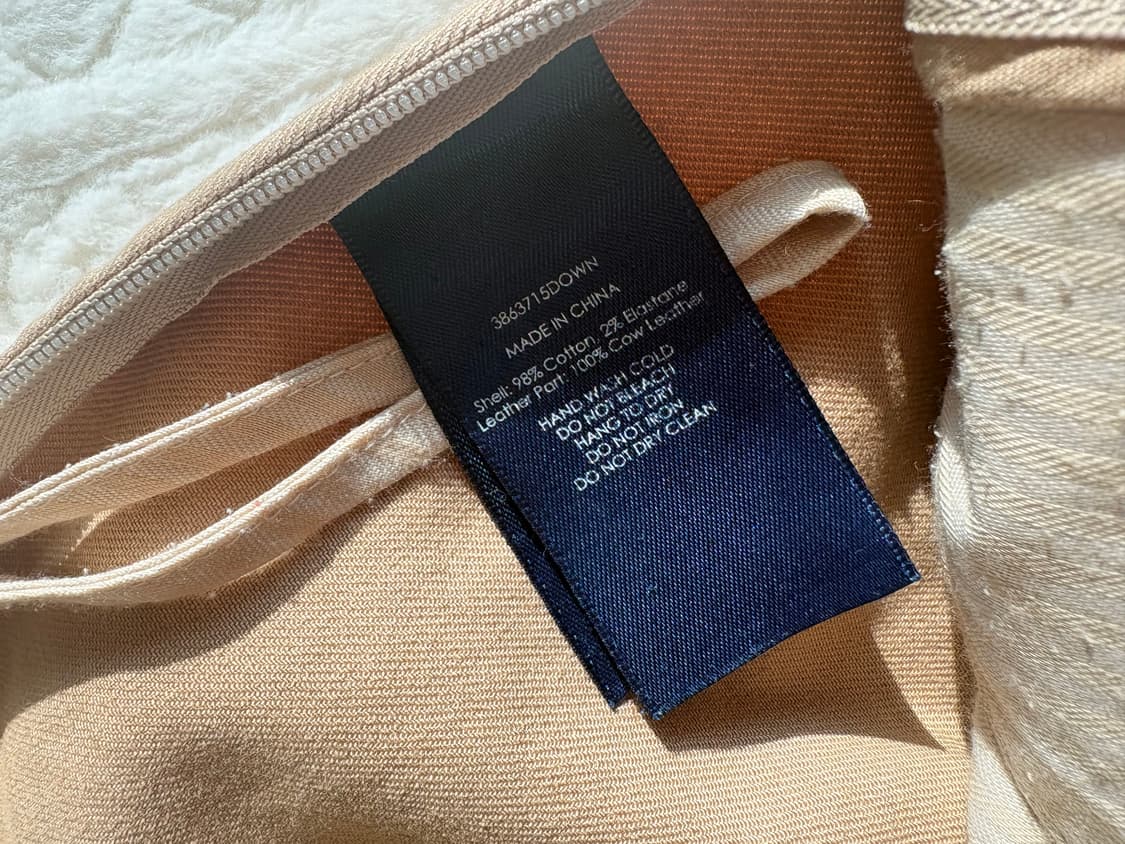 3863715DOWN
MADE IN CHINA
Shell: 98% Cotton, 2% Elastane
Leather Part: 100% Cow Leather
HAND WASH COLD
DO NOT BLEACH
HANG TO DRY
DO NOT IRON
DO NOT DRY CLEAN